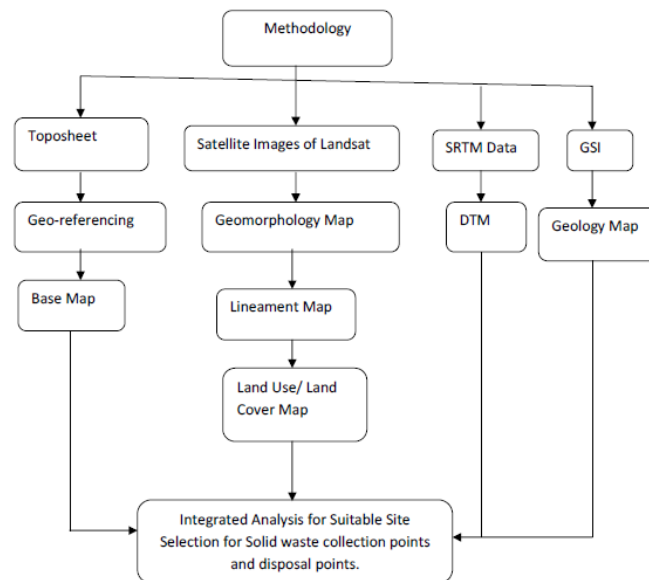 Methodology
Toposheet
Satellite Images of Landsat
SRTM Data
GSI
Geo-referencing
Geomorphology Map
DTM
Geology Map
Base Map
Lineament Map
Land Use/ Land
Cover Map
Integrated Analysis for Suitable Site
Selection for Solid waste collection points
and disposal points.